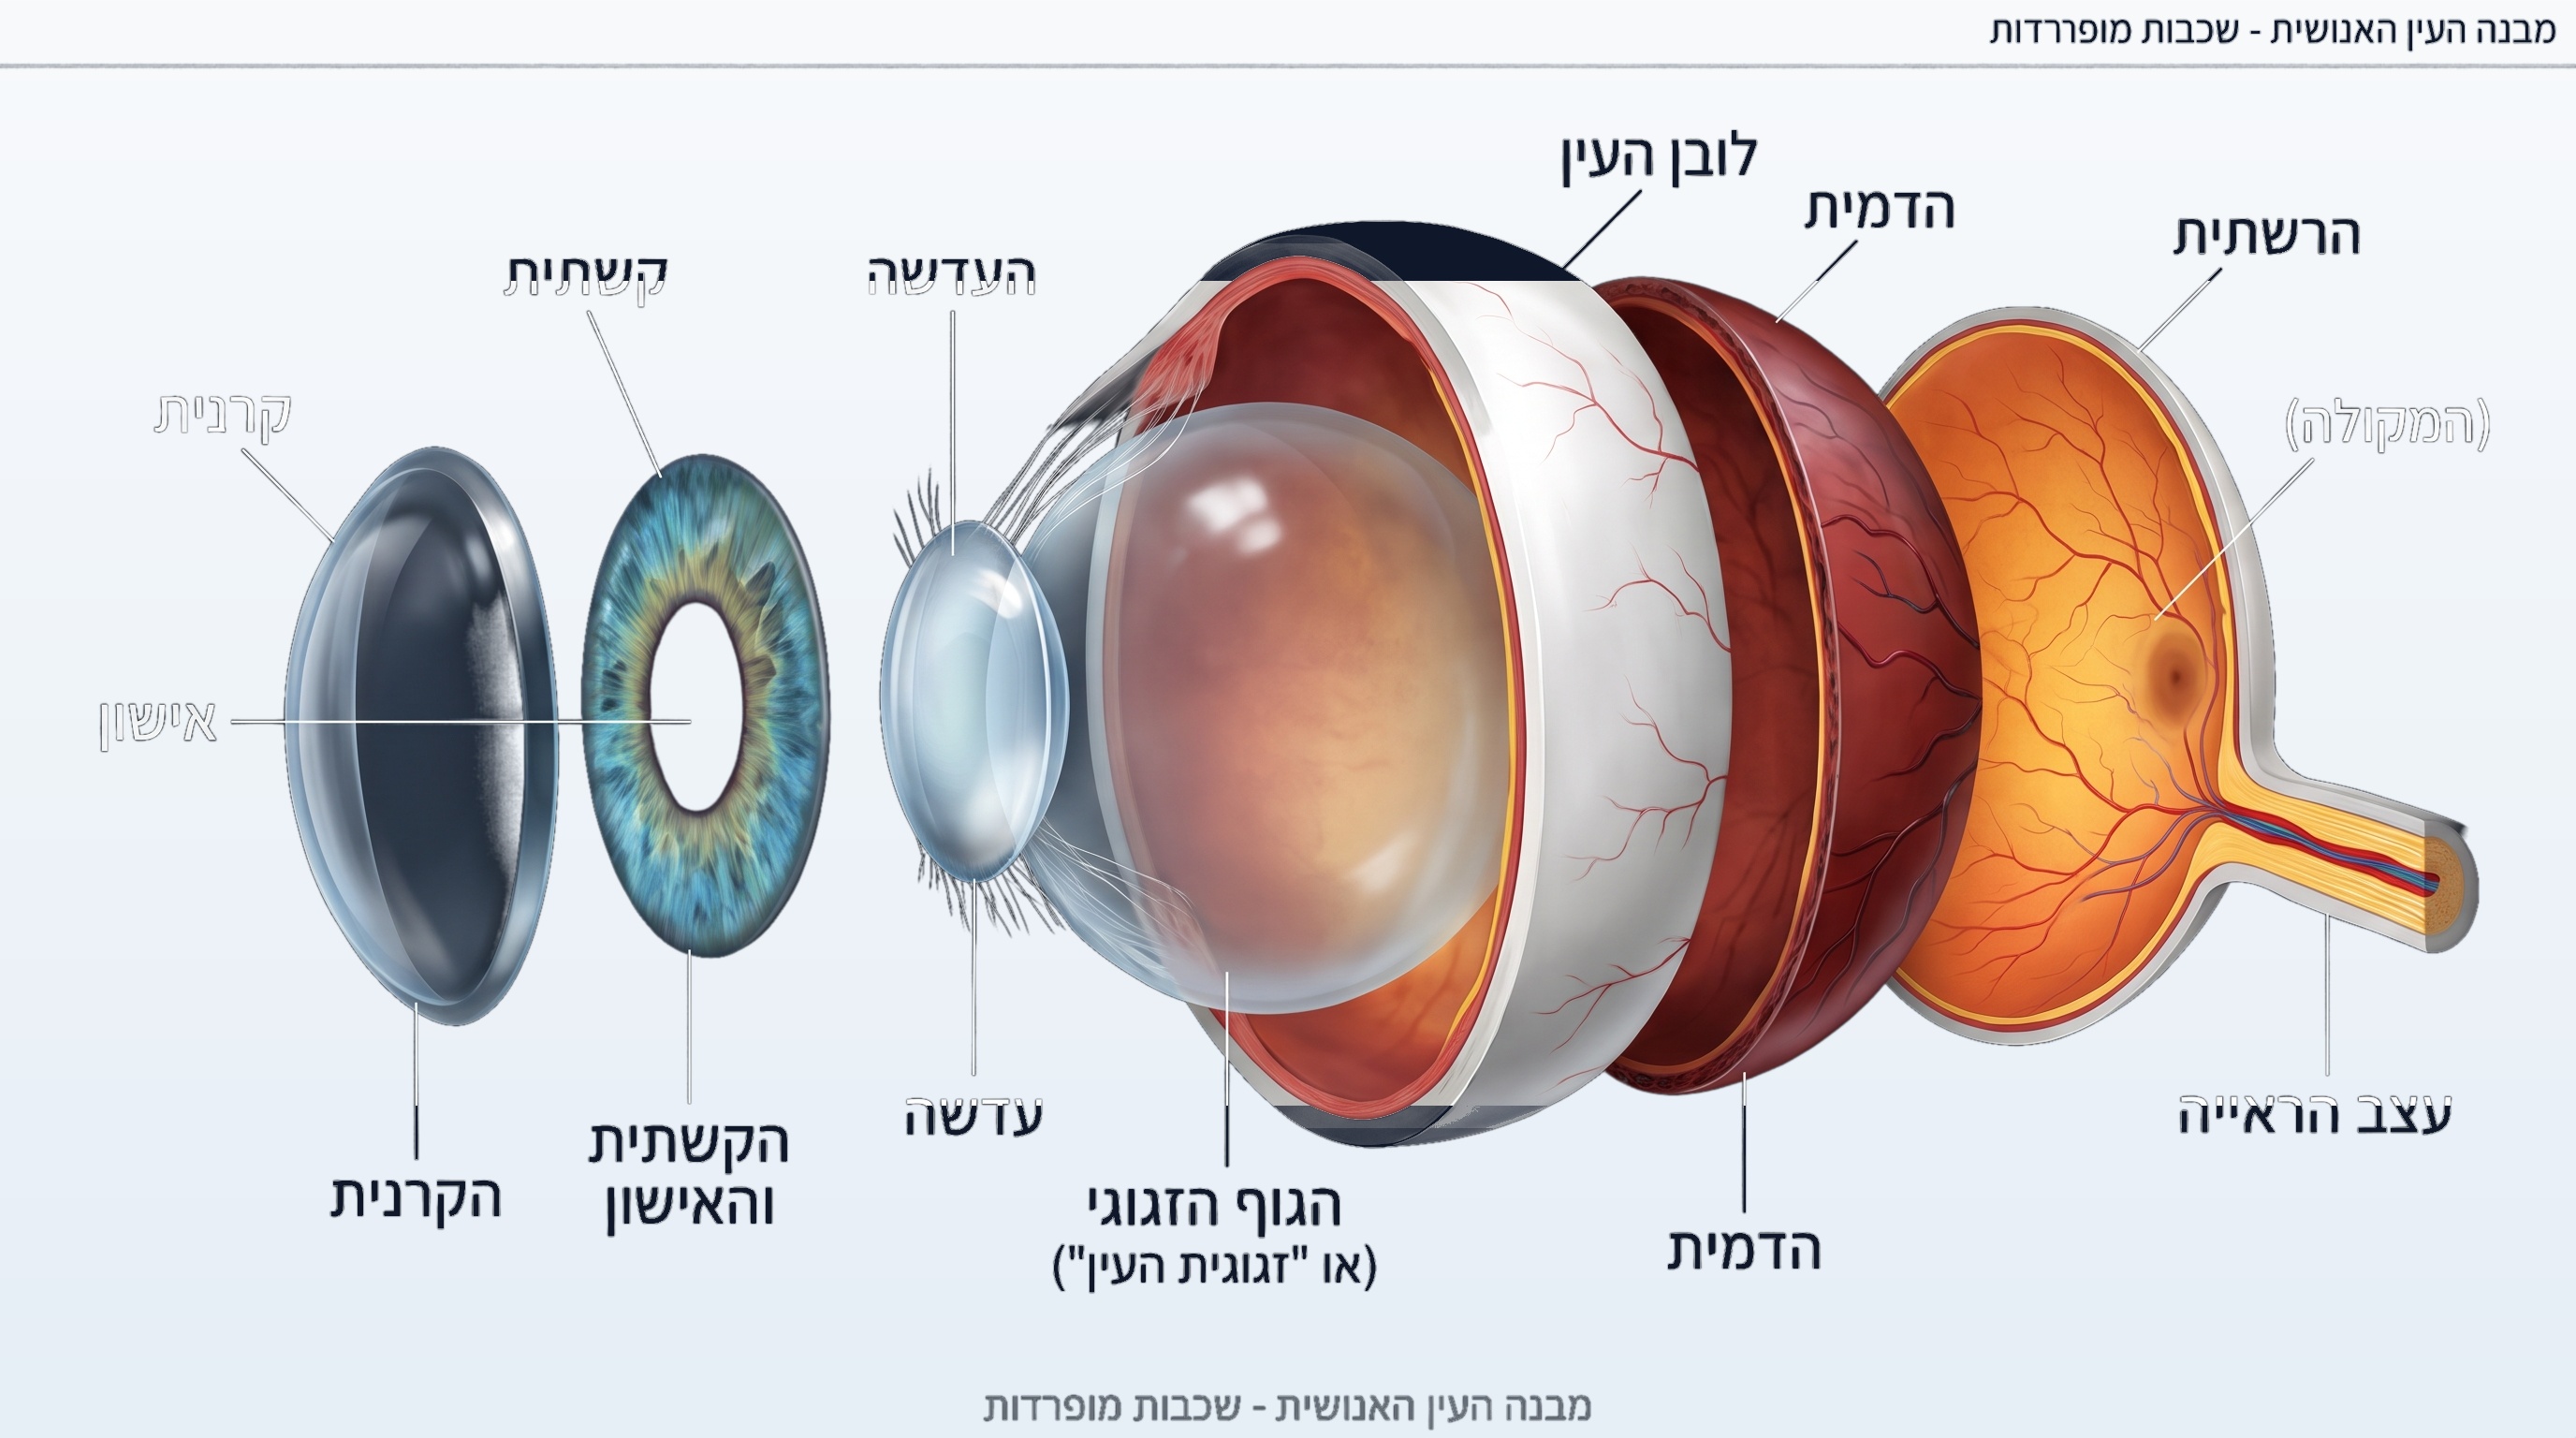 מבנה העין האנושית - שכבות מופררדות
לובן העין
הדמית
הרשתית
העדשה
קשתית
(המקולה)
קרנית
אישון
עצב הראייה
עדשה
הקשתית
והאישון
הקרנית
הגוף הזגוגי
(או "זגוגית העין")
הדמית
מבנה העין האנושית - שכבות מופרדות